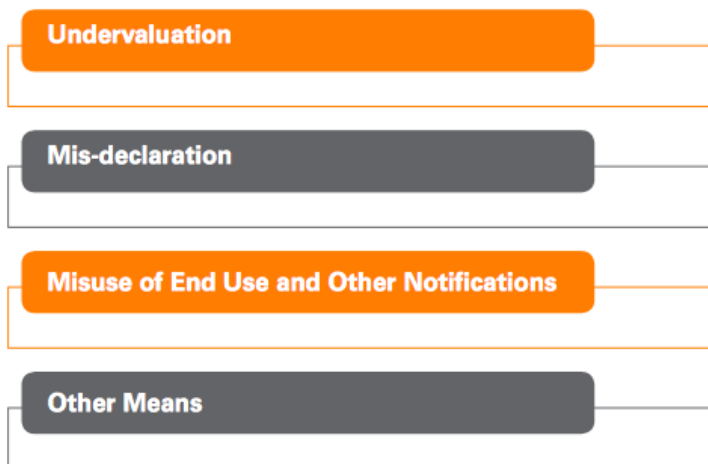 Undervaluation
Mis-declaration
Misuse of End Use and Other Notifications
Other Means